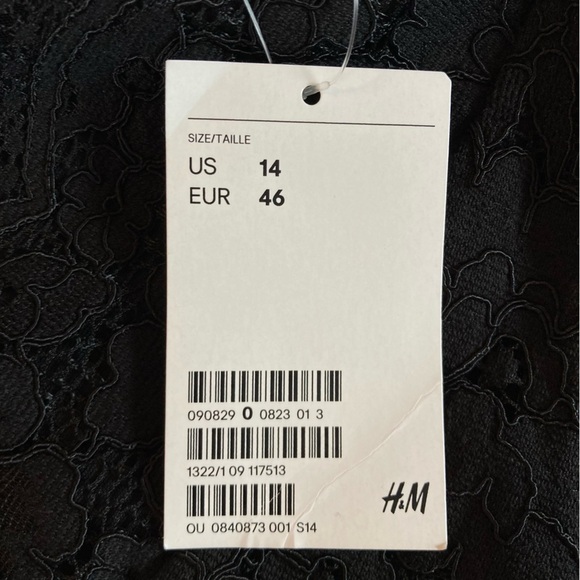 SIZE/TAILLE
US 14
EUR 46
090829 0 0823 01 3
1322/1 09 117513
OU 0840873 001 S14
H&M